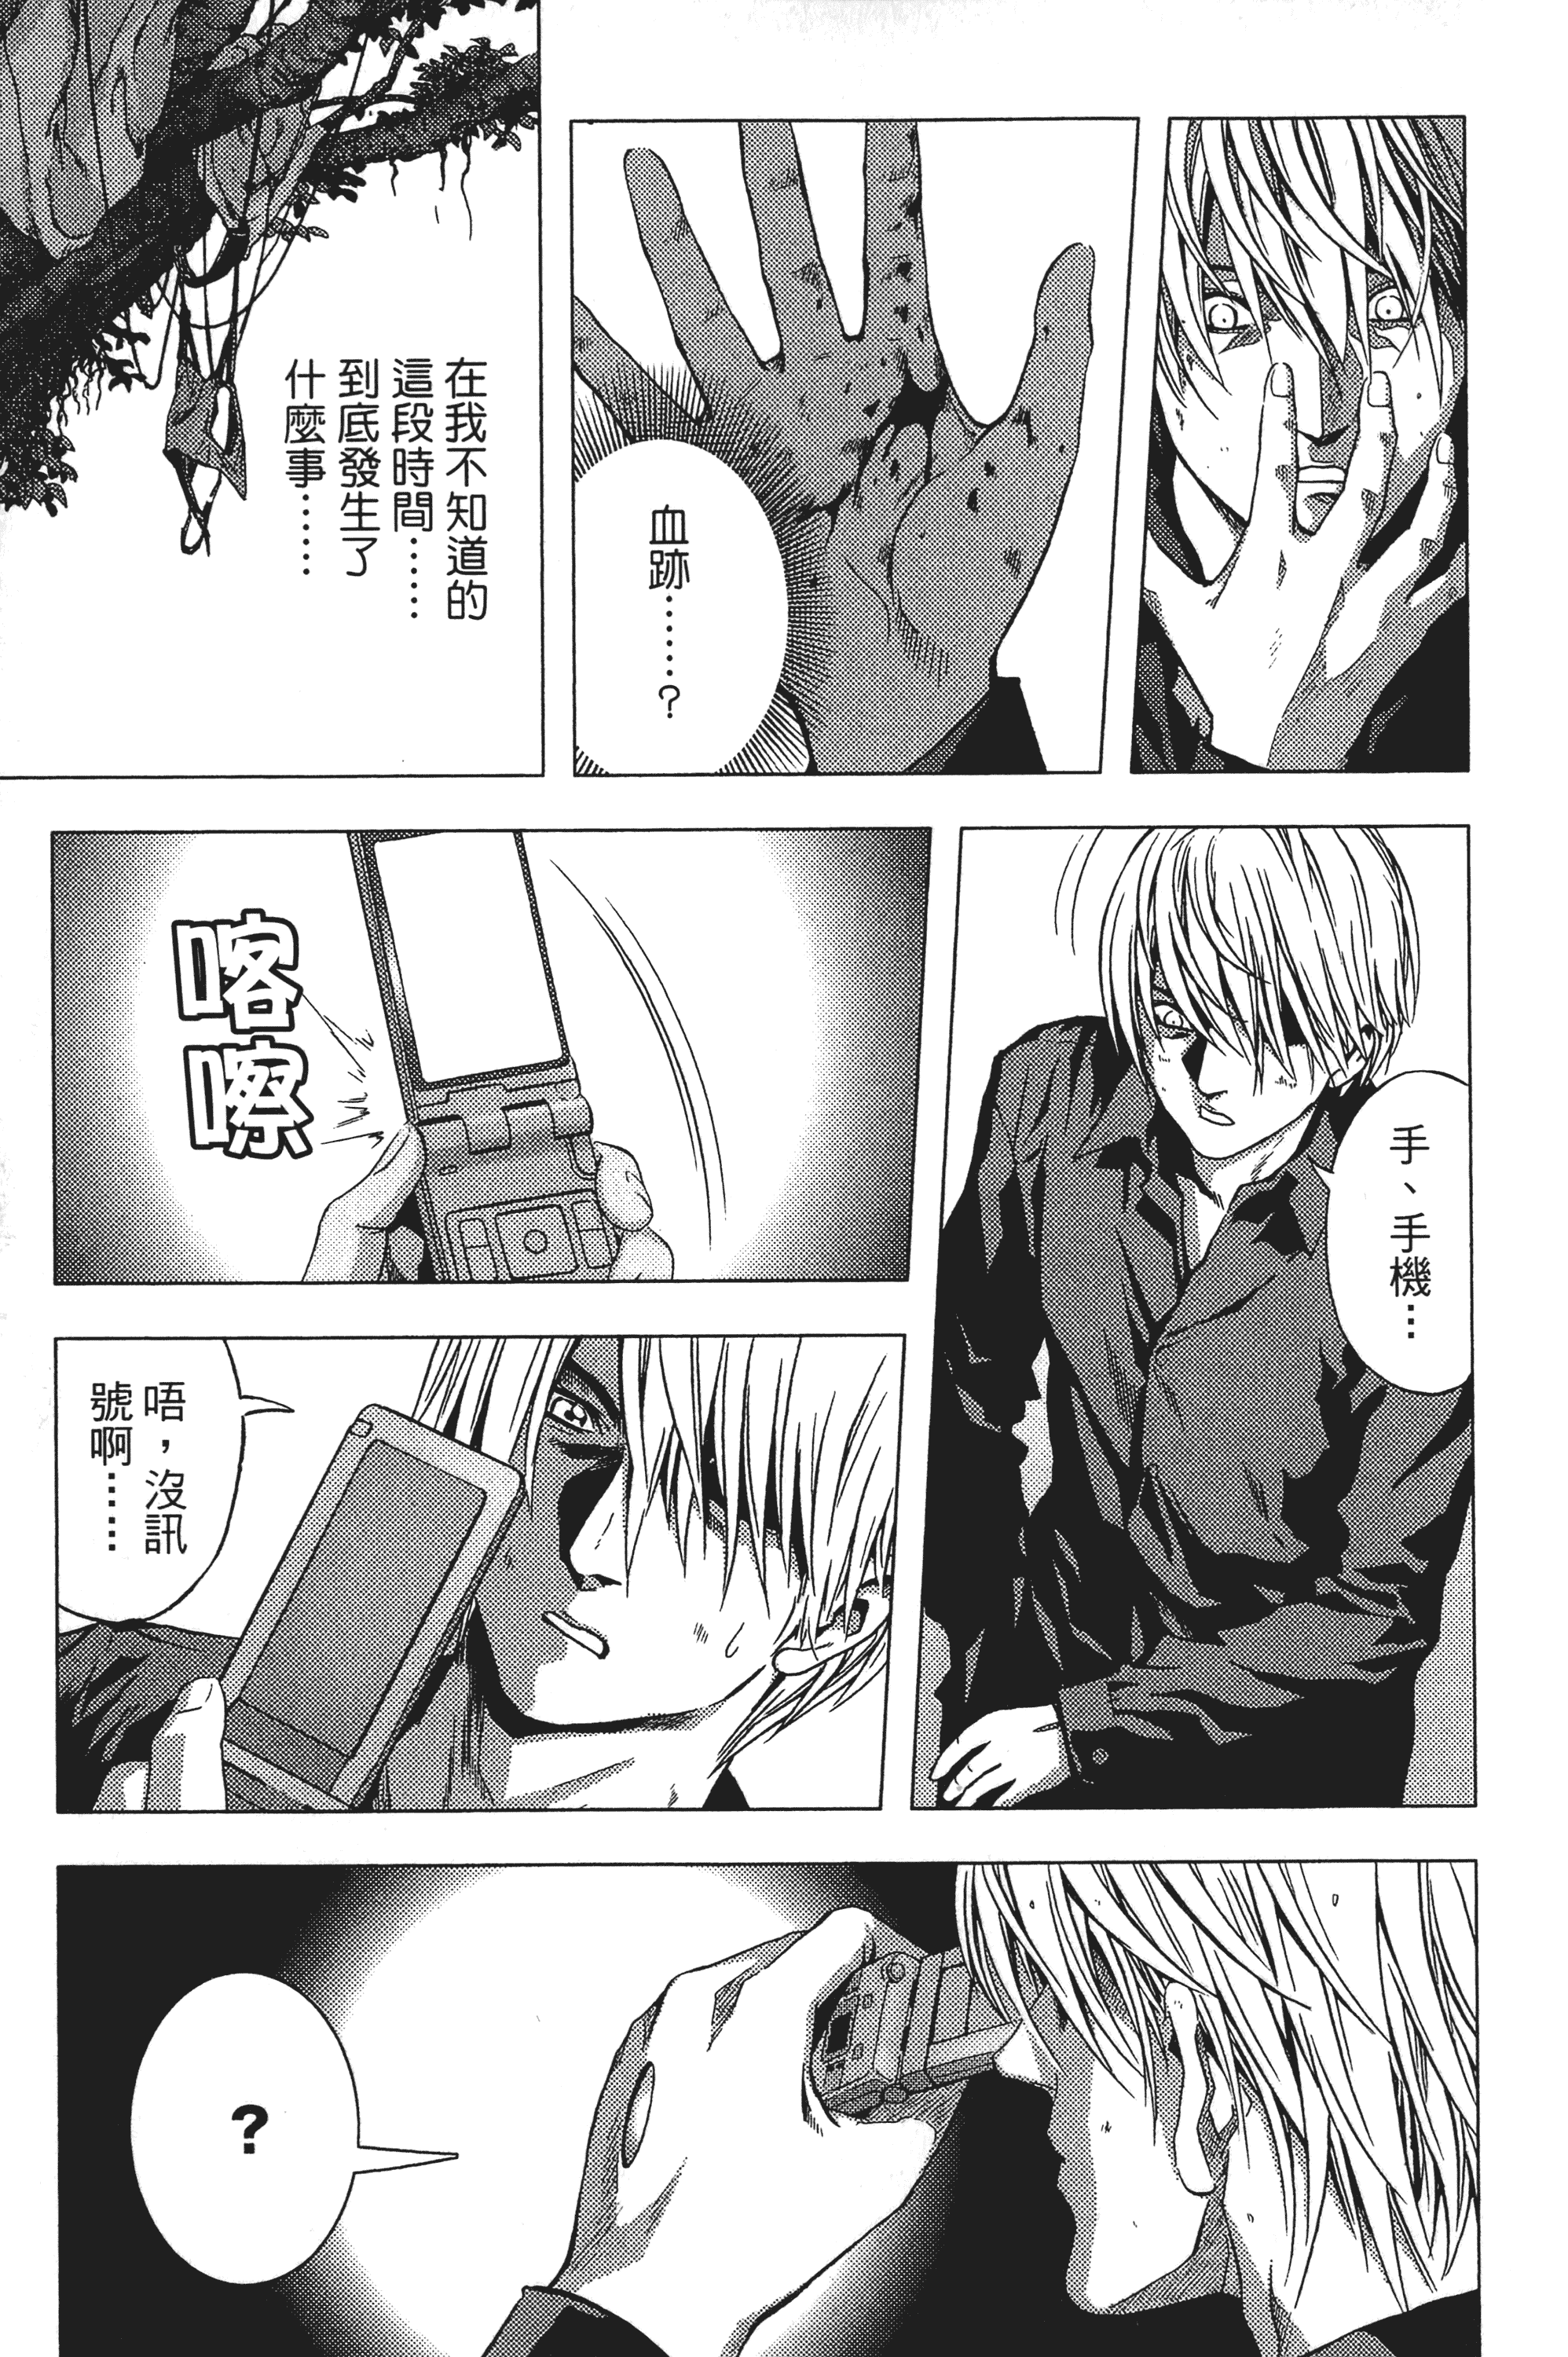 血跡………？
在我不知道的
這段時間……
到底發生了
什麼事……
手、手機…
喀嚓
唔，沒訊
號啊……
？